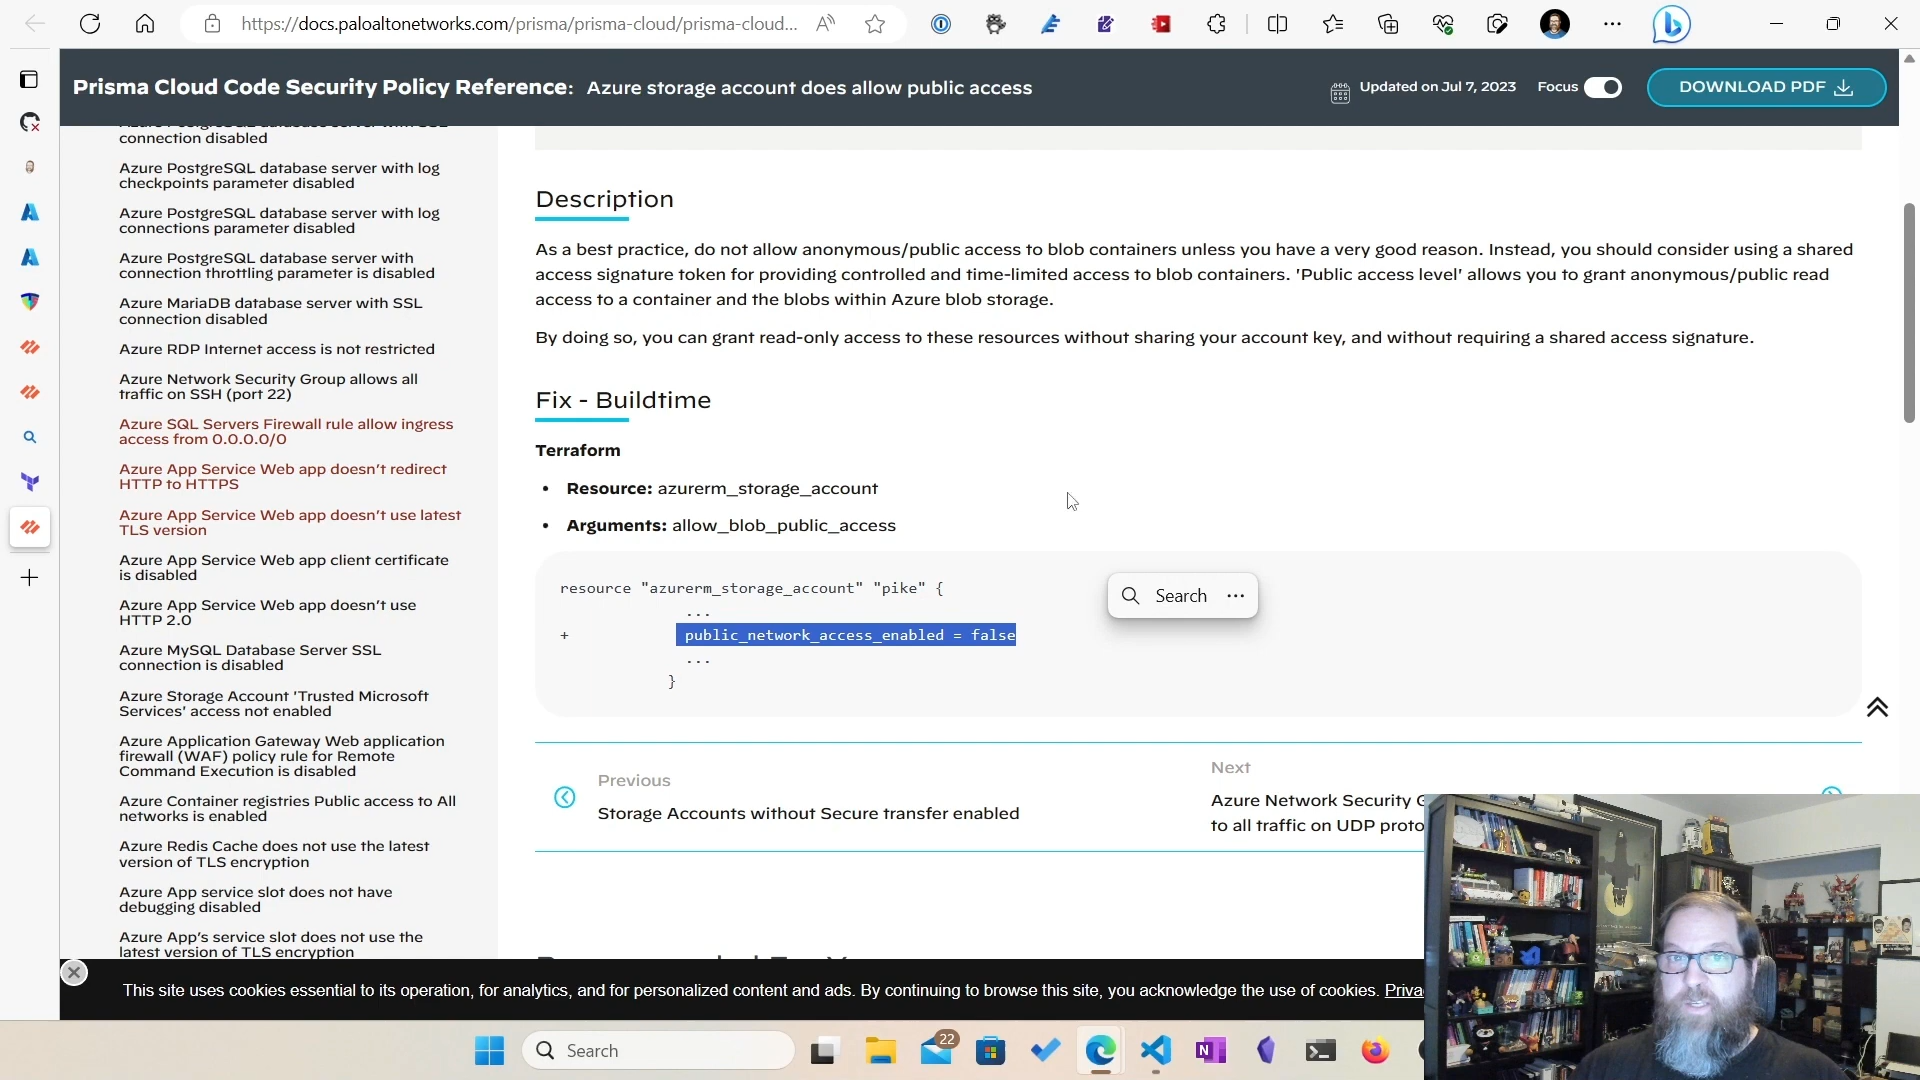 https://docs.paloaltonetworks.com/prisma/prisma-cloud/prisma-cloud...
Prisma Cloud Code Security Policy Reference: Azure storage account does allow public access
Updated on Jul 7, 2023
Focus
DOWNLOAD PDF
connection disabled
Azure PostgreSQL database server with log
checkpoints parameter disabled
Azure PostgreSQL database server with log
connections parameter disabled
Azure PostgreSQL database server with
connection throttling parameter is disabled
Azure MariaDB database server with SSL
connection disabled
Azure RDP Internet access is not restricted
Azure Network Security Group allows all
traffic on SSH (port 22)
Azure SQL Servers Firewall rule allow ingress
access from 0.0.0.0/0
Azure App Service Web app doesn't redirect
HTTP to HTTPS
Azure App Service Web app doesn't use latest
TLS version
Azure App Service Web app client certificate
is disabled
Azure App Service Web app doesn't use
HTTP 2.0
Azure MySQL Database Server SSL
connection is disabled
Azure Storage Account 'Trusted Microsoft
Services' access not enabled
Azure Application Gateway Web application
firewall (WAF) policy rule for Remote
Command Execution is disabled
Azure Container registries Public access to All
networks is enabled
Azure Redis Cache does not use the latest
version of TLS encryption
Azure App service slot does not have
debugging disabled
Azure App's service slot does not use the
latest version of TLS encryption
Description
As a best practice, do not allow anonymous/public access to blob containers unless you have a very good reason. Instead, you should consider using a shared
access signature token for providing controlled and time-limited access to blob containers. 'Public access level' allows you to grant anonymous/public read
access to a container and the blobs within Azure blob storage.
By doing so, you can grant read-only access to these resources without sharing your account key, and without requiring a shared access signature.
Fix - Buildtime
Terraform
• Resource: azurerm_storage_account
• Arguments: allow_blob_public_access
resource "azurerm_storage_account" "pike" {
...
+ public_network_access_enabled = false
...
}
Search ...
Previous
Storage Accounts without Secure transfer enabled
Next
Azure Network Security
to all traffic on UDP proto
This site uses cookies essential to its operation, for analytics, and for personalized content and ads. By continuing to browse this site, you acknowledge the use of cookies. Priva
Search
22